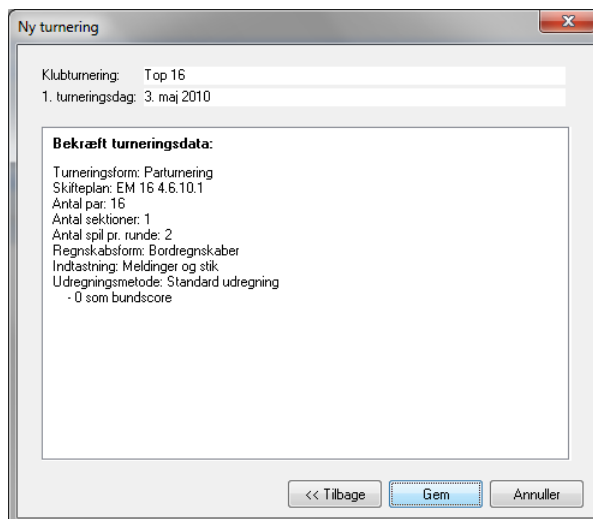 Ny turnering
Klubturnering: Top 16
1. turneringsdag: 3. maj 2010
Bekræft turneringsdata:
Turneringsform: Parturnering
Skifteplan: EM 16 4.6.10.1
Antal par: 16
Antal sektioner: 1
Antal spil pr. runde: 2
Regnskabsform: Bordregnskaber
Indtastning: Meldinger og stik
Udregningsmetode: Standard udregning
- 0 som bundscore
<< Tilbage Gem Annuller